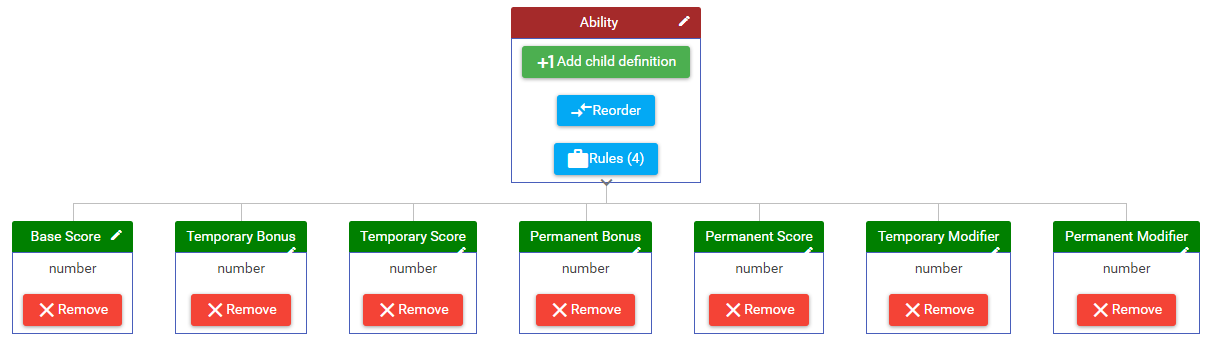 Ability
+1 Add child definition
Reorder
Rules (4)
Base Score Temporary Bonus Temporary Score Permanent Bonus Permanent Score Temporary Modifier Permanent Modifier
number number number number number number number
Remove Remove Remove Remove Remove Remove Remove